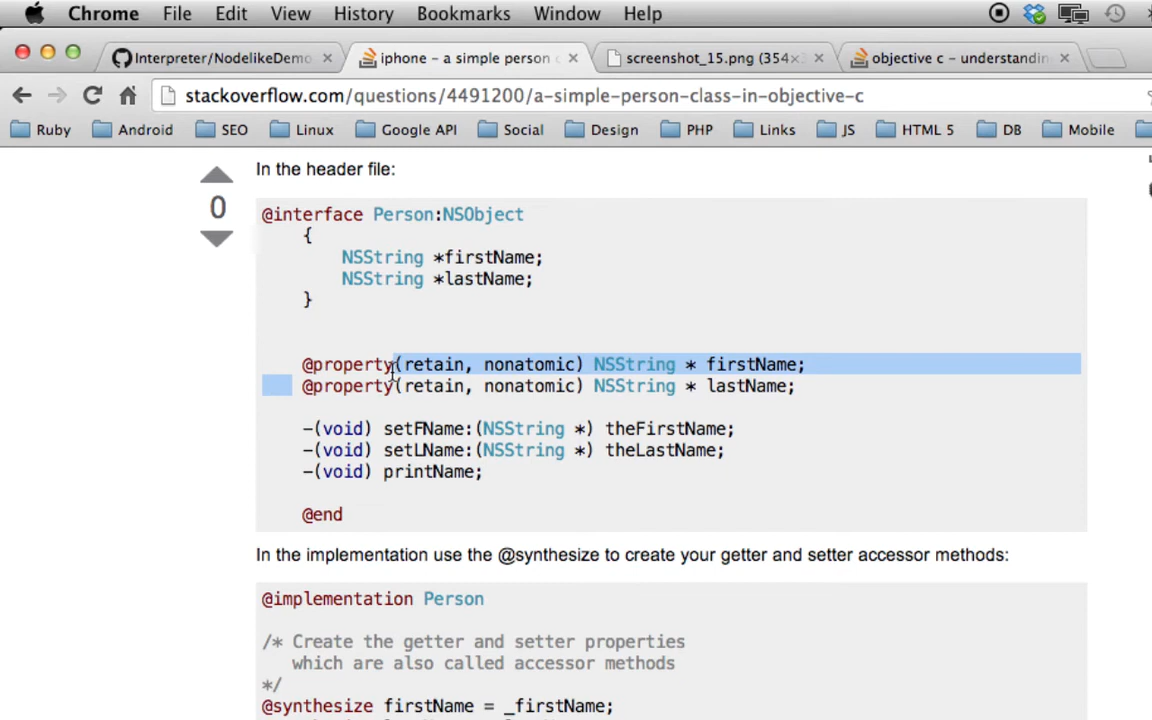 Chrome File Edit View History Bookmarks Window Help
Interpreter/NodelikeDemo iphone - a simple person screenshot_15.png (354× objective c - understandin
stackoverflow.com/questions/4491200/a-simple-person-class-in-objective-c
Ruby Android SEO Linux Google API Social Design PHP Links JS HTML 5 DB Mobile
In the header file:
0
@interface Person:NSObject
{
NSString *firstName;
NSString *lastName;
}
@property(retain, nonatomic) NSString * firstName;
@property(retain, nonatomic) NSString * lastName;
-(void) setFName:(NSString *) theFirstName;
-(void) setLName:(NSString *) theLastName;
-(void) printName;
@end
In the implementation use the @synthesize to create your getter and setter accessor methods:
@implementation Person
/* Create the getter and setter properties
which are also called accessor methods
*/
@synthesize firstName = _firstName;